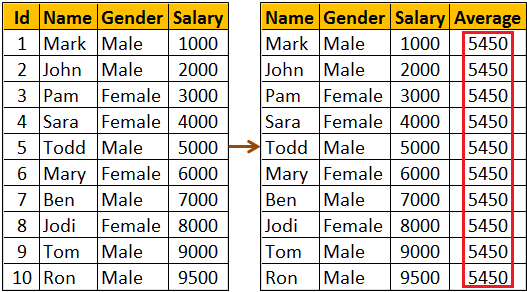 Id Name Gender Salary
1 Mark Male 1000
2 John Male 2000
3 Pam Female 3000
4 Sara Female 4000
5 Todd Male 5000
6 Mary Female 6000
7 Ben Male 7000
8 Jodi Female 8000
9 Tom Male 9000
10 Ron Male 9500
Name Gender Salary Average
Mark Male 1000 5450
John Male 2000 5450
Pam Female 3000 5450
Sara Female 4000 5450
Todd Male 5000 5450
Mary Female 6000 5450
Ben Male 7000 5450
Jodi Female 8000 5450
Tom Male 9000 5450
Ron Male 9500 5450